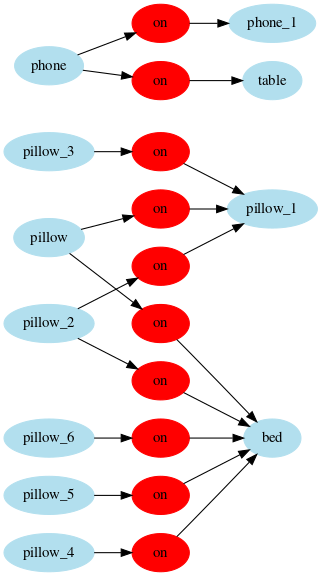 on
phone_1
phone
on
table
pillow_3
on
on
pillow_1
pillow
on
pillow_2
on
on
pillow_6
on
bed
pillow_5
on
pillow_4
on